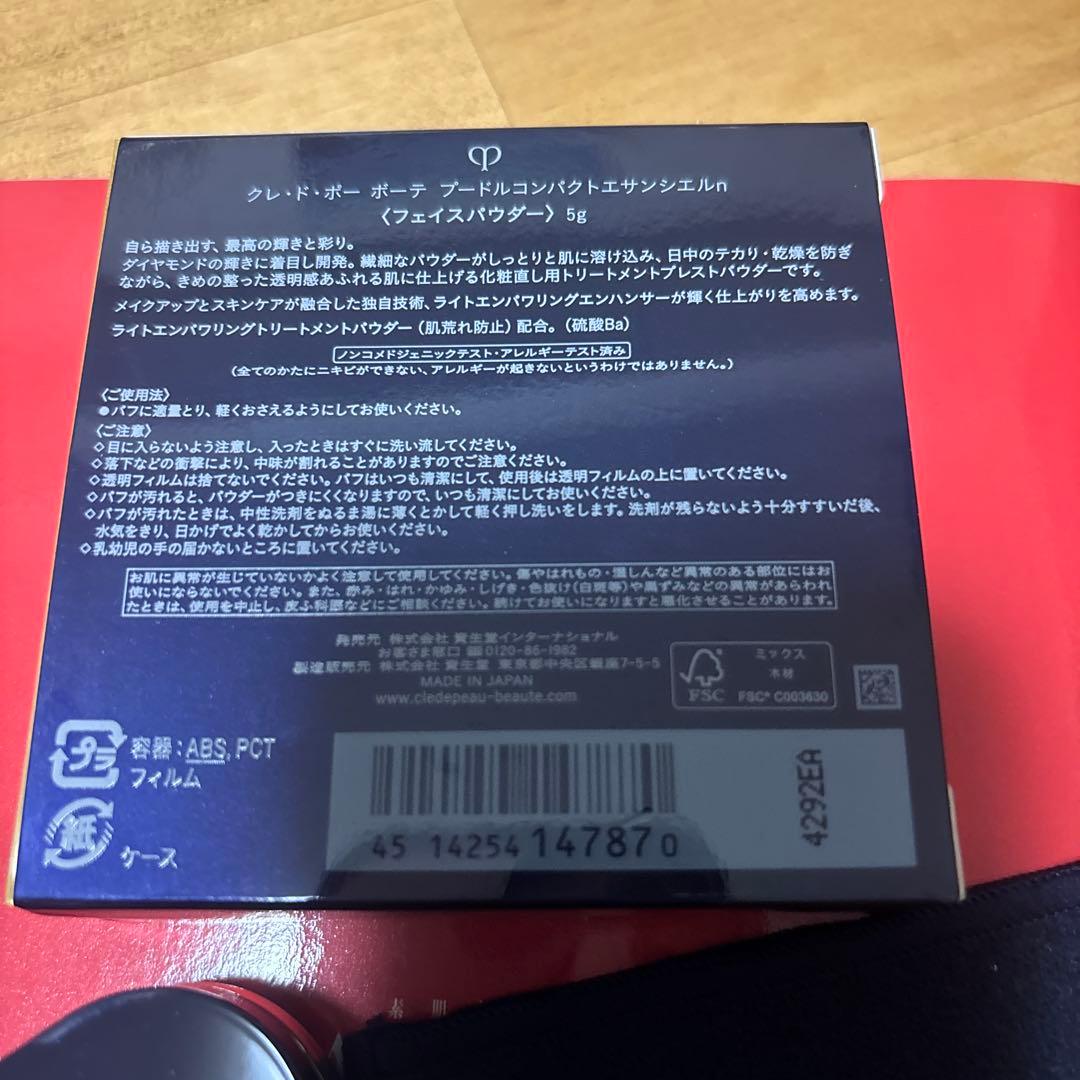 クレ・ド・ポー ボーテ プードルコンパクトエサンシエルn
〈フェイスパウダー〉5g
自ら描き出す、最高の輝きと彩り。
ダイヤモンドの輝きに着目し開発。繊細なパウダーがしっとりと肌に溶け込み、日中のテカリ・乾燥を防ぎ
ながら、きめの整った透明感あふれる肌に仕上げる化粧直し用トリートメントプレストパウダーです。
メイクアップとスキンケアが融合した独自技術、ライトエンパワリングエンハンサーが輝く仕上がりを高めます。
ライトエンパワリングトリートメントパウダー(肌荒れ防止)配合。(硫酸Ba)
ノンコメドジェニックテスト・アレルギーテスト済み
(全てのかたにニキビができない、アレルギーが起きないというわけではありません。)
〈ご使用法〉
●パフに適量とり、軽くおさえるようにしてお使いください。
〈ご注意〉
◇目に入らないよう注意し、入ったときはすぐに洗い流してください。
◇落下などの衝撃により、中味が割れることがありますのでご注意ください。
◇透明フィルムは捨てないでください。パフはいつも清潔にして、使用後は透明フィルムの上に置いてください。
◇パフが汚れると、パウダーがつきにくくなりますので、いつも清潔にしてお使いください。
◇パフが汚れたときは、中性洗剤をぬるま湯に薄くとかして軽く押し洗いをします。洗剤が残らないよう十分すすいだ後、
水気をきり、日かげでよく乾かしてからお使いください。
◇乳幼児の手の届かないところに置いてください。
お肌に異常が生じていないかよく注意して使用してください。傷やはれもの・湿しんなど異常のある部位にはお
使いにならないでください。また、赤み・はれ・かゆみ・しげき・色抜け(白斑等)や黒ずみなどの異常があらわれ
たときは、使用を中止し、皮ふ科医などにご相談ください。続けてお使いになりますと悪化させることがあります。
発売元 株式会社 資生堂インターナショナル
お客さま窓口 0120-86-1982
製造販売元 株式会社 資生堂 東京都中央区銀座7-5-5
MADE IN JAPAN
www.cledepeau-beaute.com
FSC
ミックス
木材
FSC® C003630
プラ
容器:ABS, PCT
フィルム
紙
ケース
45 14254 14787 0
4292EA
素 肌